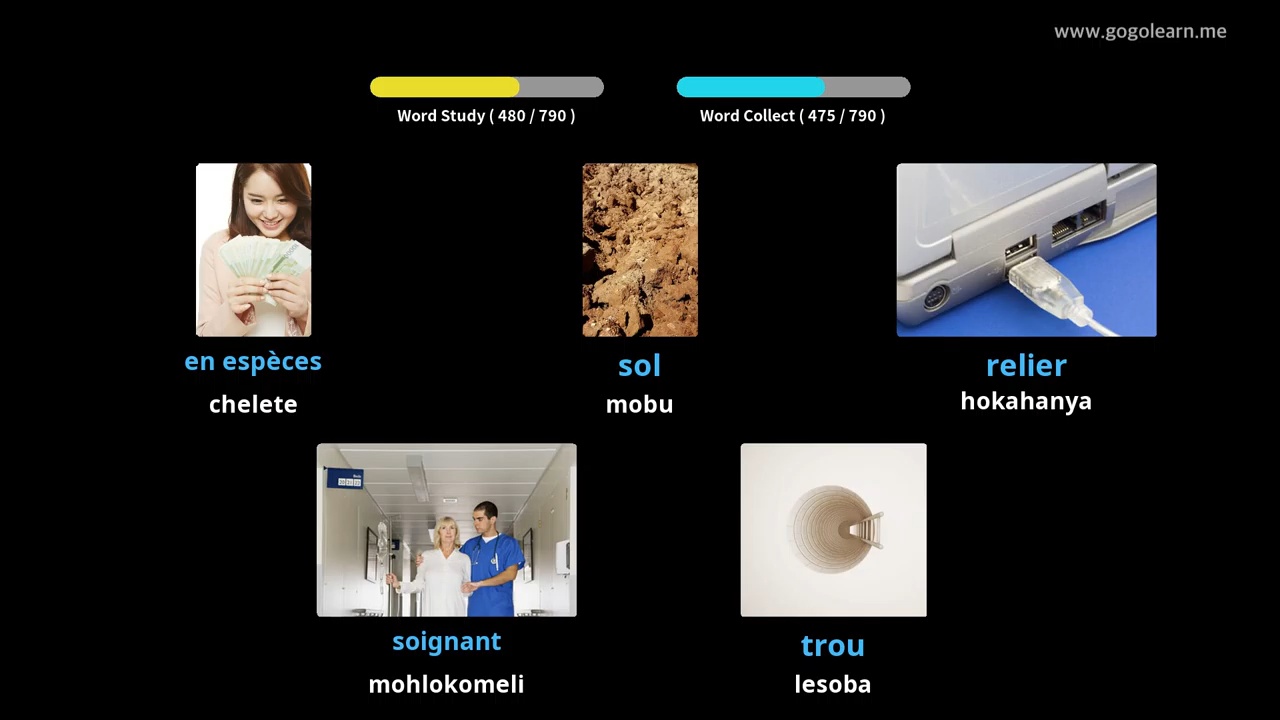 www.gogolearn.me
Word Study ( 480 / 790 )
Word Collect ( 475 / 790 )
en espèces
chelete
sol
mobu
relier
hokahanya
soignant
mohlokomeli
trou
lesoba